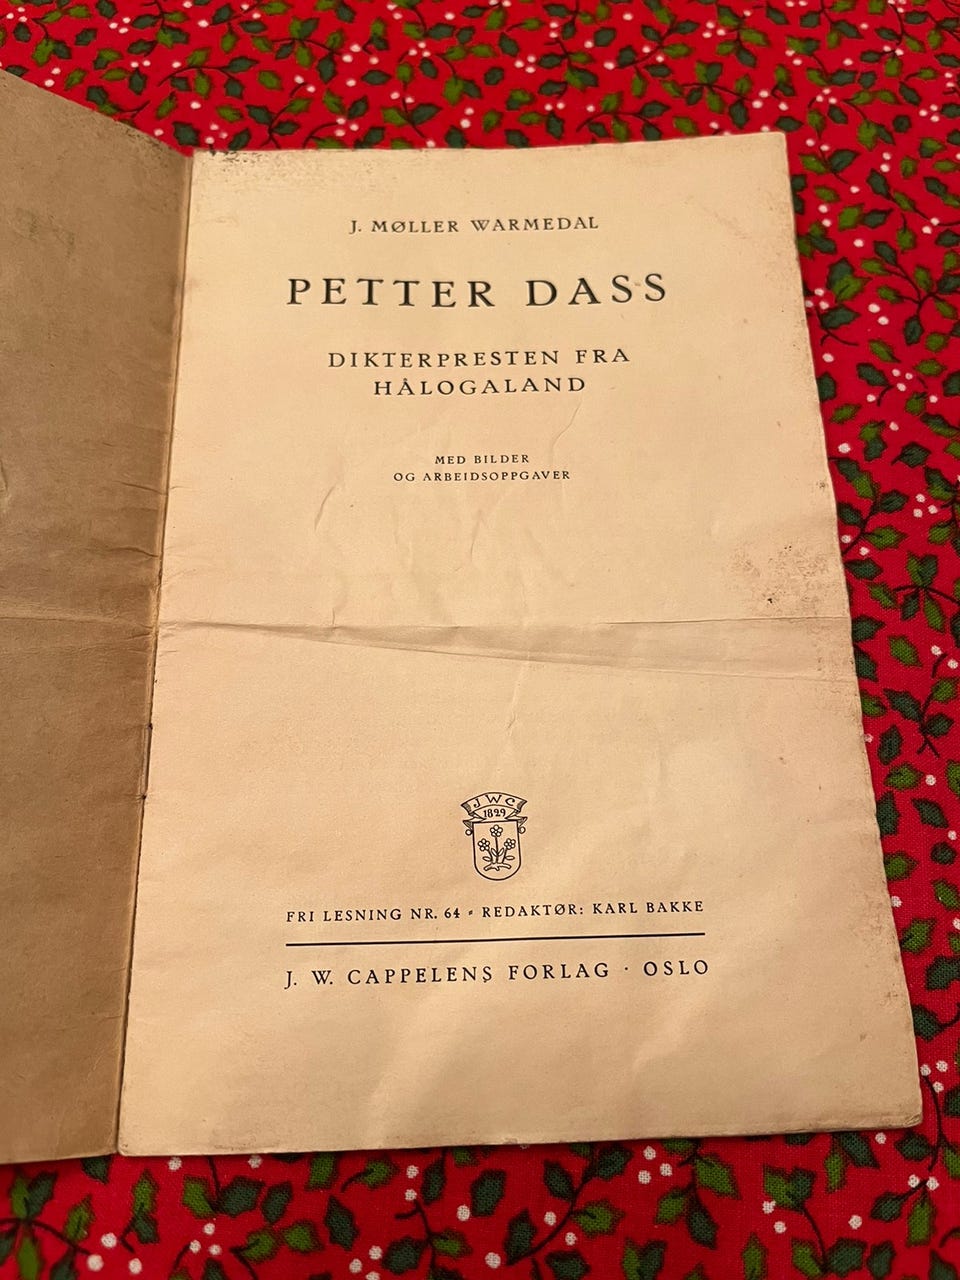 J. MØLLER WARMEDAL
PETTER DASS
DIKTERPRESTEN FRA
HÅLOGALAND
MED BILDER
OG ARBEIDSOPPGAVER
JWC
1829
FRI LESNING NR. 64 - REDAKTØR: KARL BAKKE
J. W. CAPPELENS FORLAG · OSLO